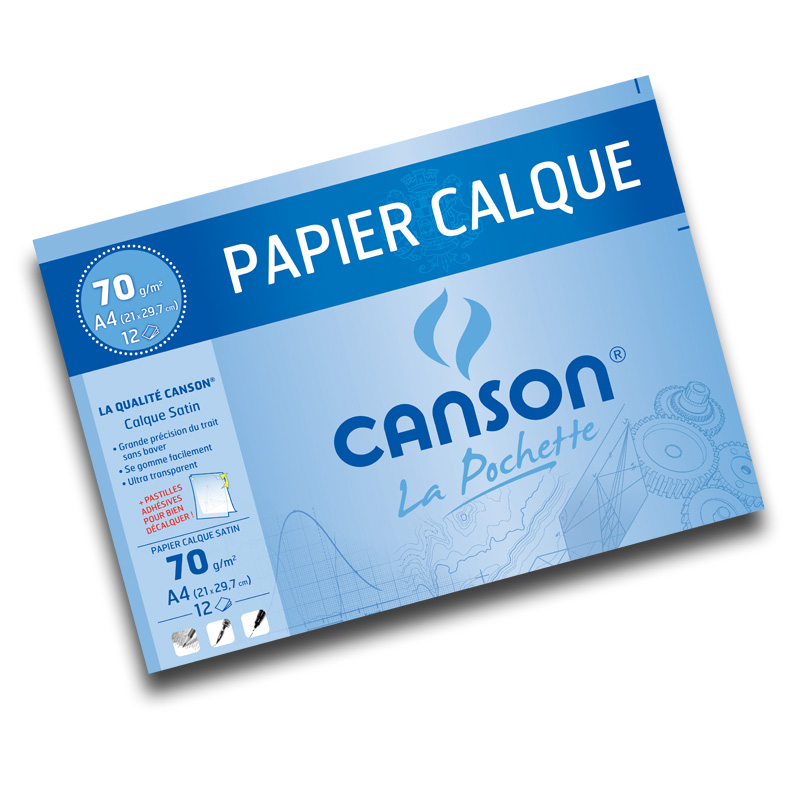 PAPIER CALQUE
70 g/m²
A4 (21 x 29,7 cm)
12
LA QUALITÉ CANSON®
Calque Satin
• Grande précision du trait
sans baver
• Se gomme facilement
• Ultra transparent
+ PASTILLES
ADHÉSIVES
POUR BIEN
DÉCALQUER !
PAPIER CALQUE SATIN
70 g/m²
A4 (21 x 29,7 cm)
12
CANSON®
La Pochette